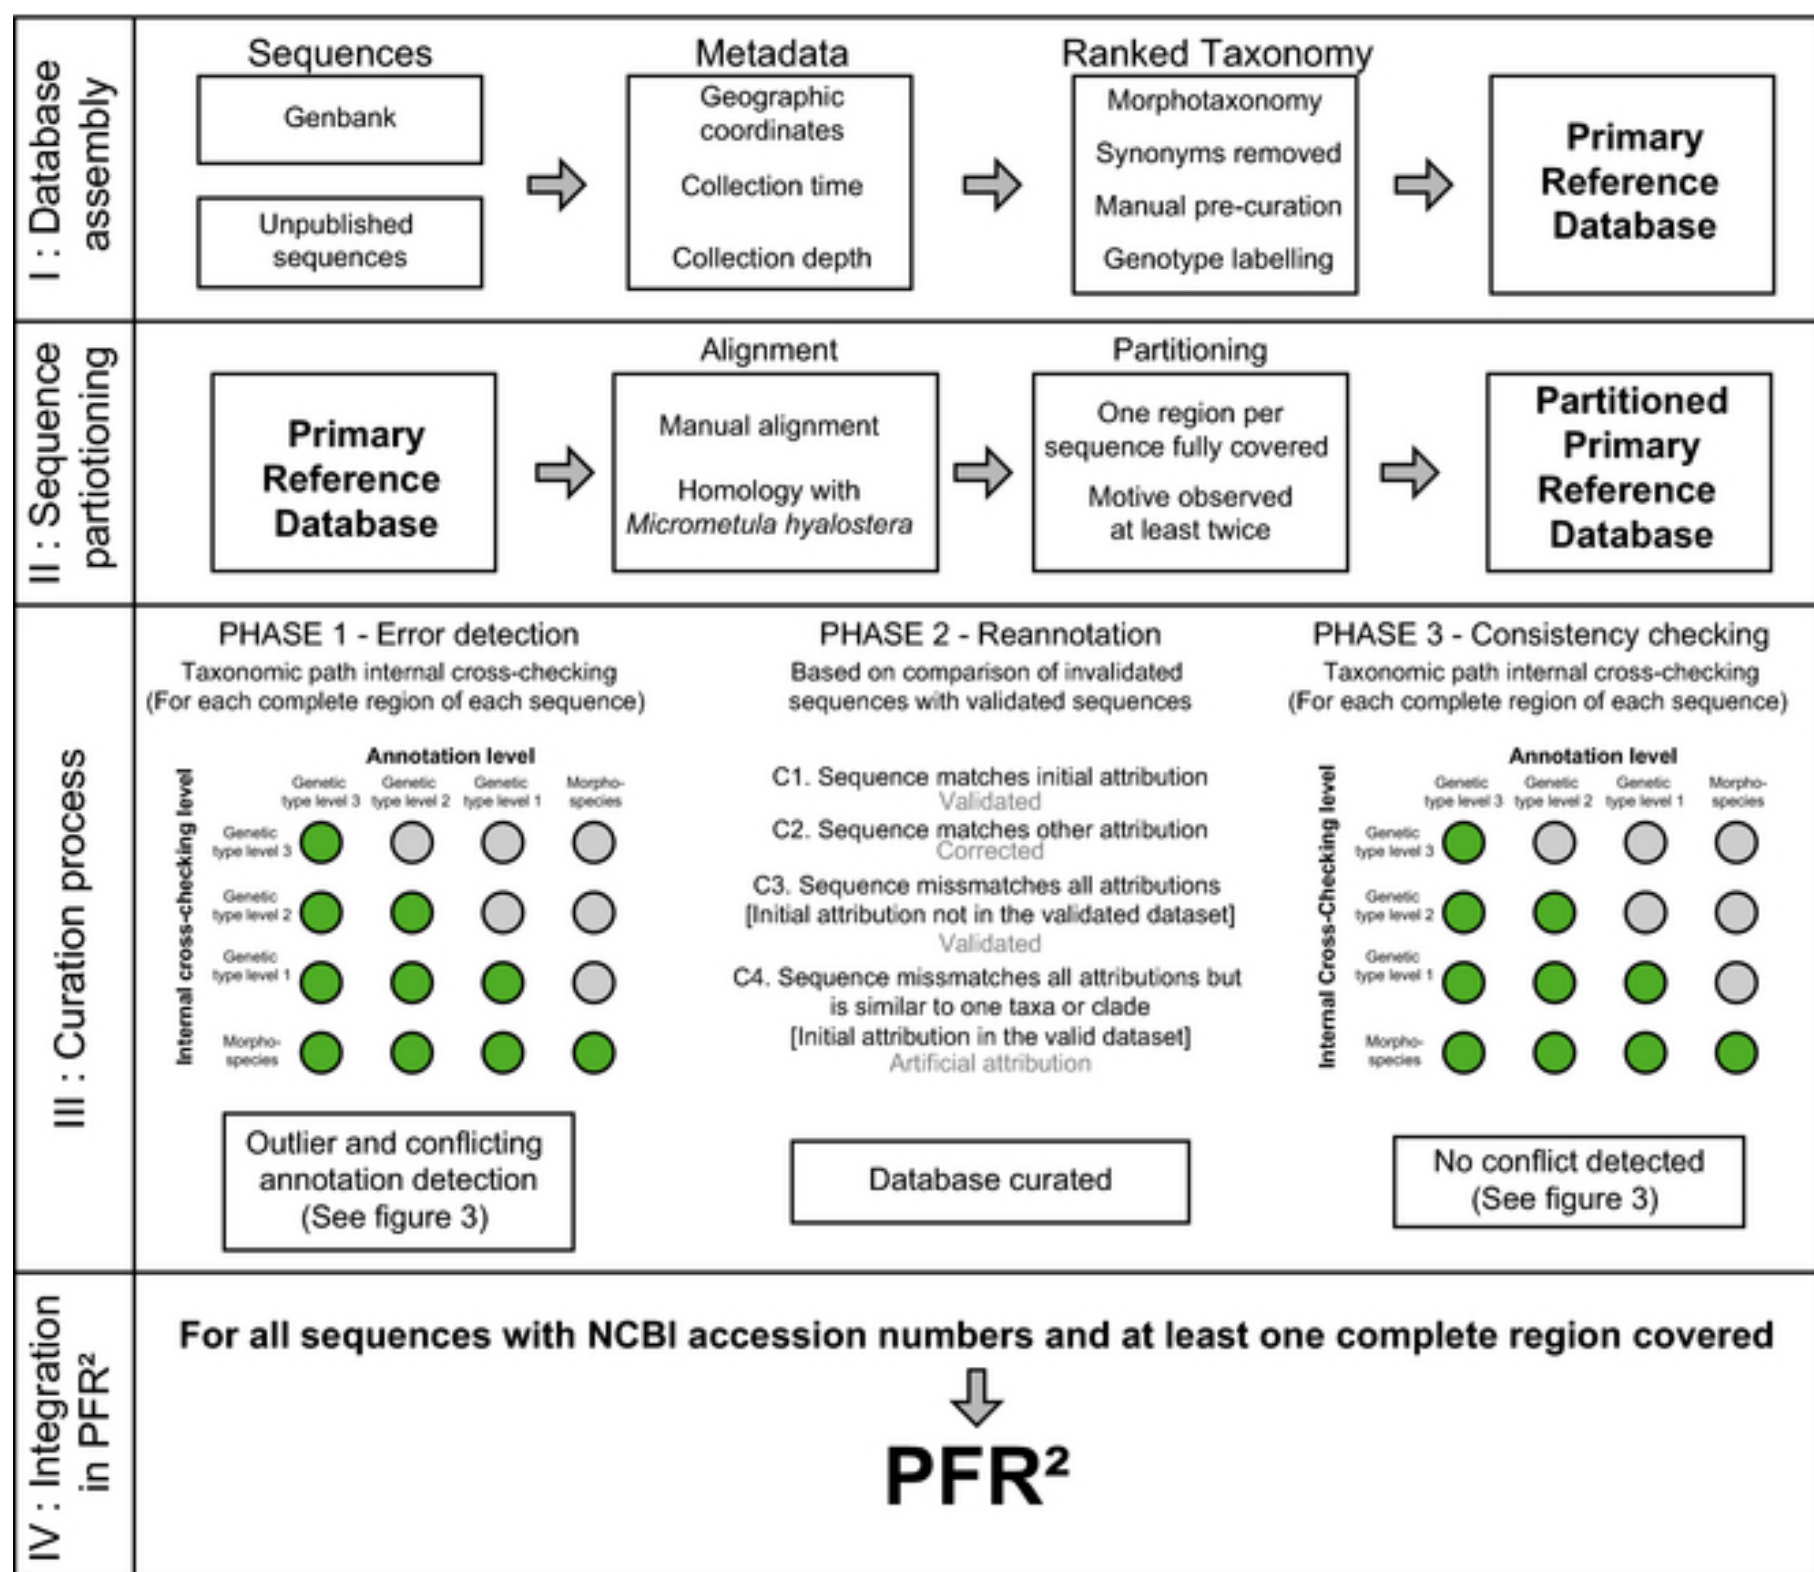 I : Database
assembly
Sequences
Genbank
Unpublished
sequences
Metadata
Geographic
coordinates
Collection time
Collection depth
Ranked Taxonomy
Morphotaxonomy
Synonyms removed
Manual pre-curation
Genotype labelling
Primary
Reference
Database
II : Sequence
partiotioning
Primary
Reference
Database
Alignment
Manual alignment
Homology with
Micrometula hyalostera
Partitioning
One region per
sequence fully covered
Motive observed
at least twice
Partitioned
Primary
Reference
Database
III : Curation process
PHASE 1 - Error detection
Taxonomic path internal cross-checking
(For each complete region of each sequence)
Annotation level
Genetic
type level 3
Genetic
type level 2
Genetic
type level 1
Morpho-
species
Internal cross-checking level
Genetic
type level 3
Genetic
type level 2
Genetic
type level 1
Morpho-
species
Outlier and conflicting
annotation detection
(See figure 3)
PHASE 2 - Reannotation
Based on comparison of invalidated
sequences with validated sequences
C1. Sequence matches initial attribution
Validated
C2. Sequence matches other attribution
Corrected
C3. Sequence missmatches all attributions
[Initial attribution not in the validated dataset]
Validated
C4. Sequence missmatches all attributions but
is similar to one taxa or clade
[Initial attribution in the valid dataset]
Artificial attribution
Database curated
PHASE 3 - Consistency checking
Taxonomic path internal cross-checking
(For each complete region of each sequence)
Annotation level
Genetic
type level 3
Genetic
type level 2
Genetic
type level 1
Morpho-
species
Internal Cross-Checking level
Genetic
type level 3
Genetic
type level 2
Genetic
type level 1
Morpho-
species
No conflict detected
(See figure 3)
IV : Integration
in PFR²
For all sequences with NCBI accession numbers and at least one complete region covered
PFR²